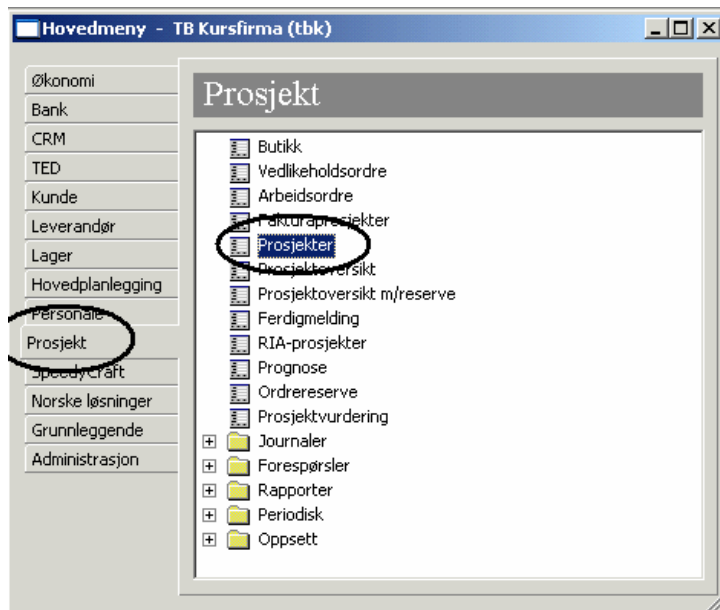 Hovedmeny - TB Kursfirma (tbk)
Økonomi
Bank
CRM
TED
Kunde
Leverandør
Lager
Hovedplanlegging
Personale
Prosjekt
SpeedyCraft
Norske løsninger
Grunnleggende
Administrasjon
Prosjekt
Butikk
Vedlikeholdsordre
Arbeidsordre
Fakturaprosjekter
Prosjekter
Prosjektoversikt
Prosjektoversikt m/reserve
Ferdigmelding
RIA-prosjekter
Prognose
Ordrereserve
Prosjektvurdering
Journaler
Forespørsler
Rapporter
Periodisk
Oppsett